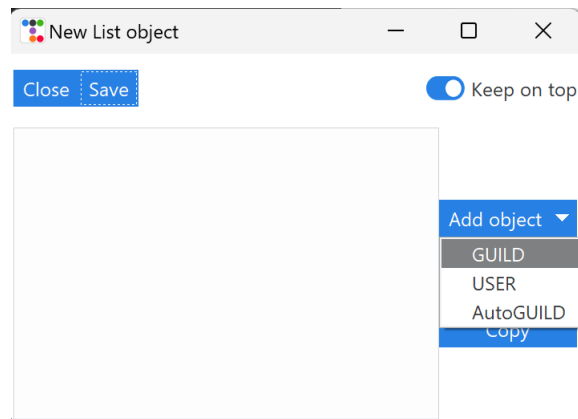 New List object
Close Save
Keep on top
Add object
GUILD
USER
AutoGUILD
Copy